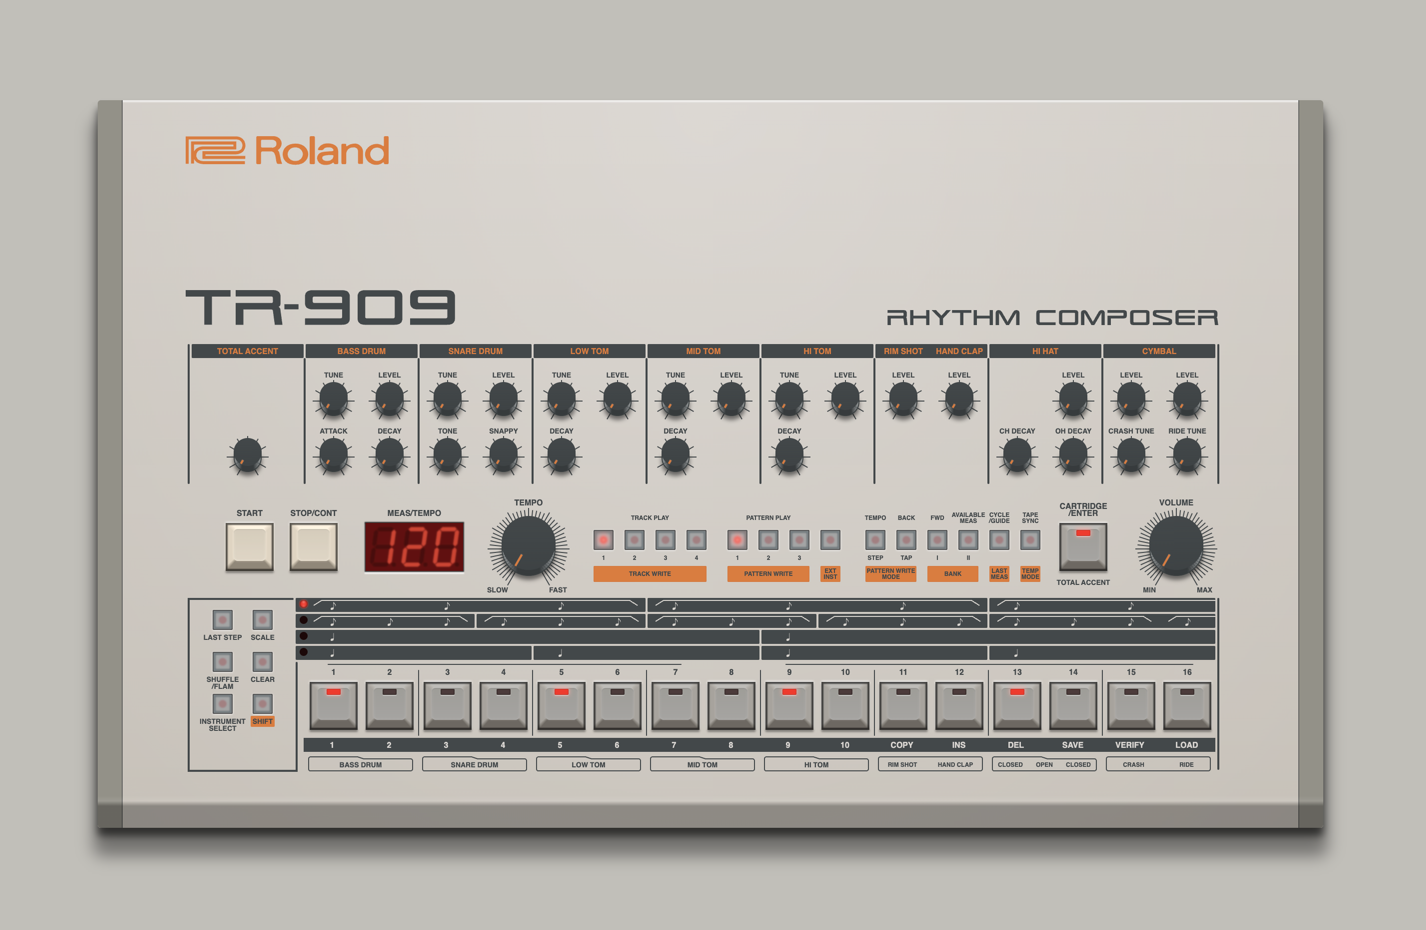 Roland
TR-909
RHYTHM COMPOSER
TOTAL ACCENT BASS DRUM SNARE DRUM LOW TOM MID TOM HI TOM RIM SHOT HAND CLAP HI HAT CYMBAL
TUNE LEVEL TUNE LEVEL TUNE LEVEL TUNE LEVEL TUNE LEVEL LEVEL LEVEL LEVEL LEVEL LEVEL
ATTACK DECAY TONE SNAPPY DECAY DECAY DECAY CH DECAY OH DECAY CRASH TUNE RIDE TUNE
START STOP/CONT MEAS/TEMPO
120
TEMPO
SLOW FAST
TRACK PLAY
1 2 3 4
TRACK WRITE
PATTERN PLAY
1 2 3
PATTERN WRITE
EXT
INST
TEMPO BACK FWD AVAILABLE
MEAS
CYCLE
/GUIDE
TAPE
SYNC
STEP TAP I II
PATTERN WRITE
MODE
BANK
LAST
MEAS
TEMP
MODE
CARTRIDGE
/ENTER
TOTAL ACCENT
VOLUME
MIN MAX
LAST STEP SCALE
SHUFFLE
/FLAM
CLEAR
INSTRUMENT
SELECT
SHIFT
1 2 3 4 5 6 7 8 9 10 11 12 13 14 15 16
1 2 3 4 5 6 7 8 9 10 COPY INS DEL SAVE VERIFY LOAD
BASS DRUM SNARE DRUM LOW TOM MID TOM HI TOM RIM SHOT HAND CLAP CLOSED OPEN CLOSED CRASH RIDE